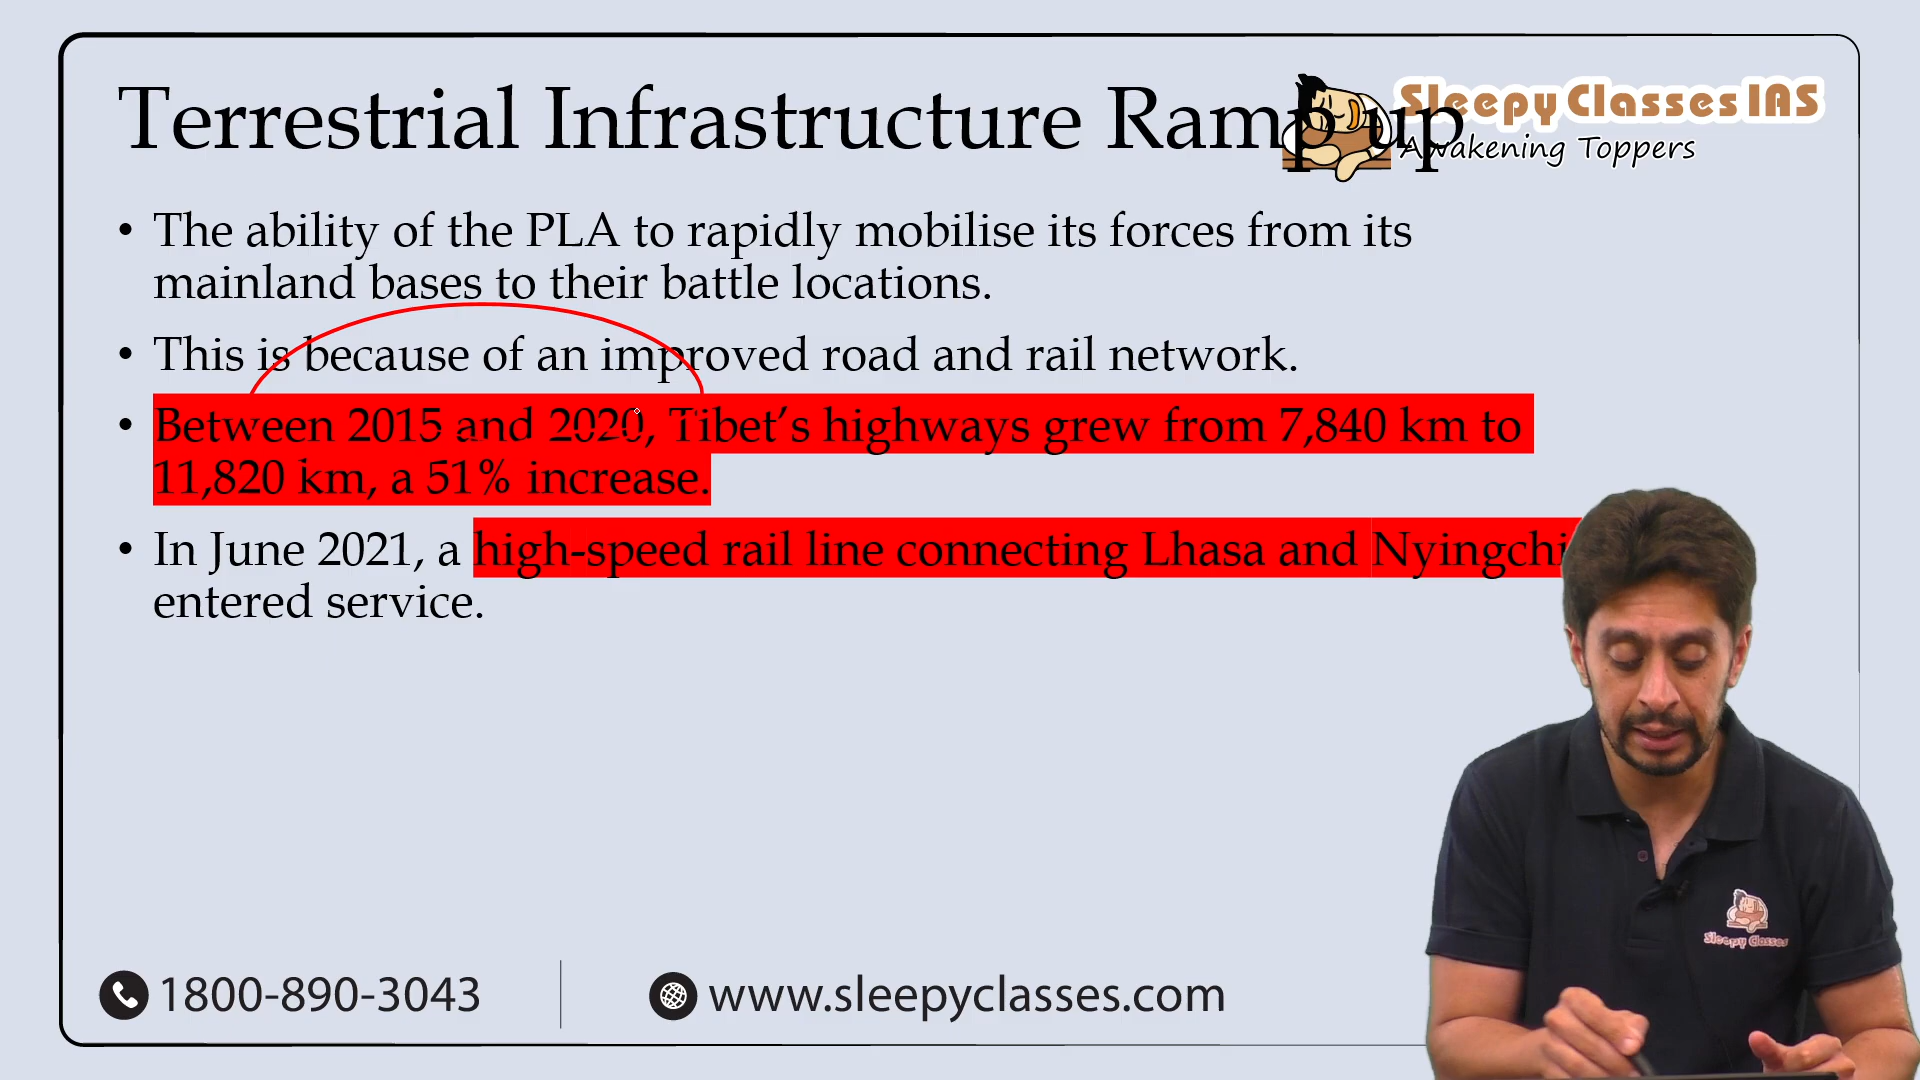 Terrestrial Infrastructure Ramp up
Sleepy Classes IAS
Awakening Toppers
• The ability of the PLA to rapidly mobilise its forces from its
mainland bases to their battle locations.
• This is because of an improved road and rail network.
• Between 2015 and 2020, Tibet’s highways grew from 7,840 km to
11,820 km, a 51% increase.
• In June 2021, a high-speed rail line connecting Lhasa and Nyingchi
entered service.
Sleepy Classes
1800-890-3043
www.sleepyclasses.com